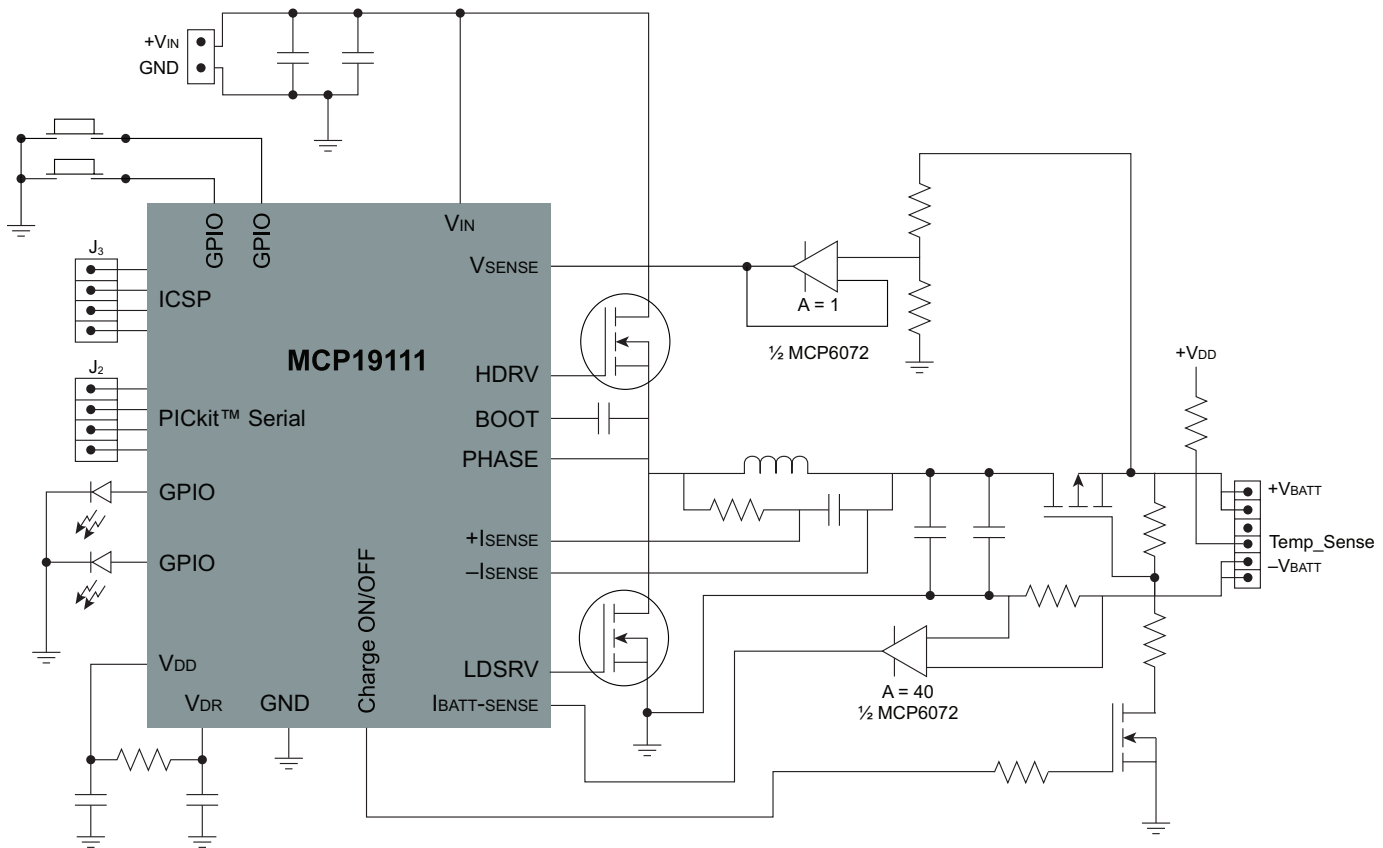 +VIN
GND
J3
ICSP
J2
PICkit™ Serial
GPIO
GPIO
GPIO
GPIO
VDD
VDR
GND
Charge ON/OFF
MCP19111
VIN
VSENSE
HDRV
BOOT
PHASE
+ISENSE
–ISENSE
LDSRV
IBATT-SENSE
A = 1
½ MCP6072
A = 40
½ MCP6072
+VDD
+VBATT
Temp_Sense
–VBATT